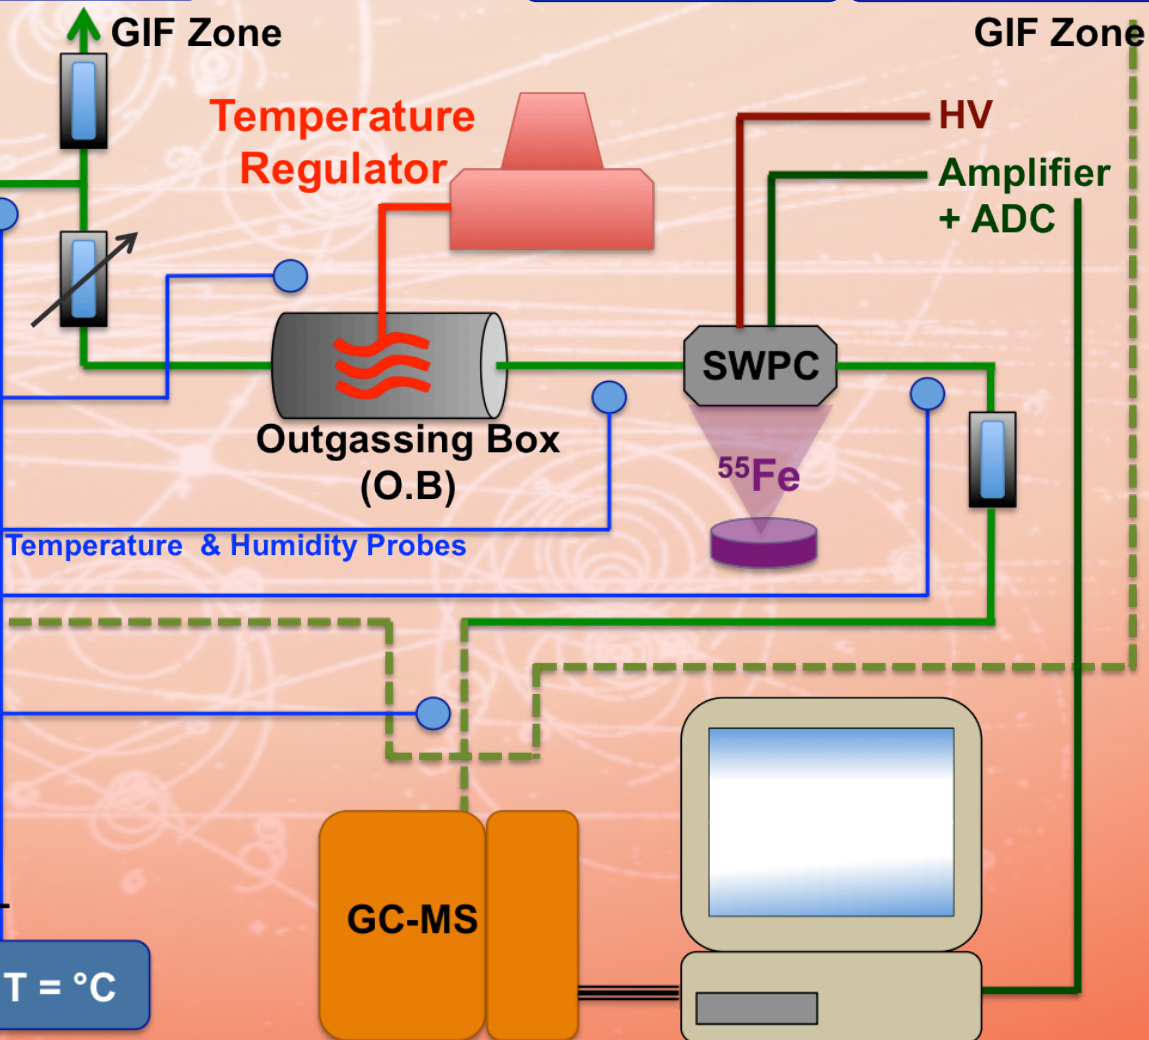 GIF Zone
GIF Zone
Temperature
Regulator
HV
Amplifier
+ ADC
SWPC
Outgassing Box
(O.B)
⁵⁵Fe
Temperature & Humidity Probes
GC-MS
T = °C